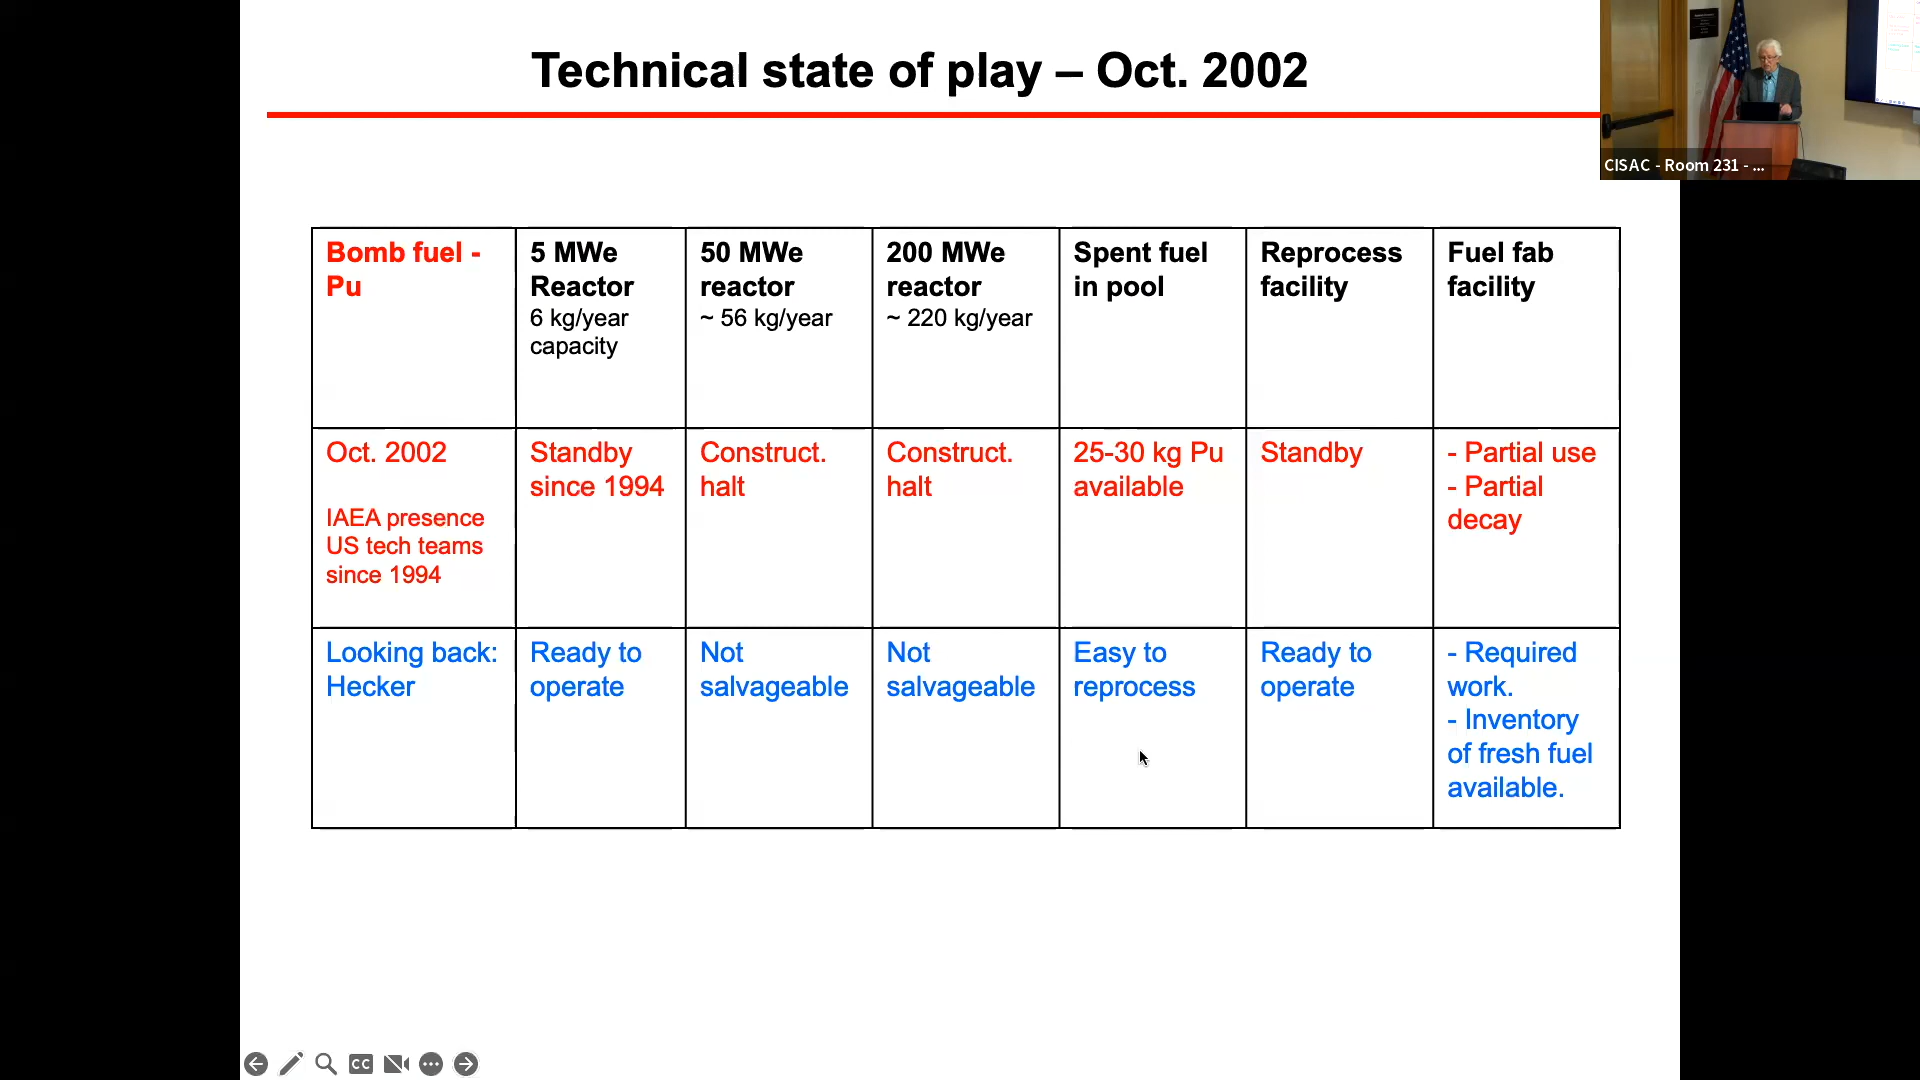 Technical state of play – Oct. 2002
CISAC - Room 231 - ...
Bomb fuel -
Pu
5 MWe
Reactor
6 kg/year
capacity
50 MWe
reactor
~ 56 kg/year
200 MWe
reactor
~ 220 kg/year
Spent fuel
in pool
Reprocess
facility
Fuel fab
facility
Oct. 2002
IAEA presence
US tech teams
since 1994
Standby
since 1994
Construct.
halt
Construct.
halt
25-30 kg Pu
available
Standby
- Partial use
- Partial
decay
Looking back:
Hecker
Ready to
operate
Not
salvageable
Not
salvageable
Easy to
reprocess
Ready to
operate
- Required
work.
- Inventory
of fresh fuel
available.
CC